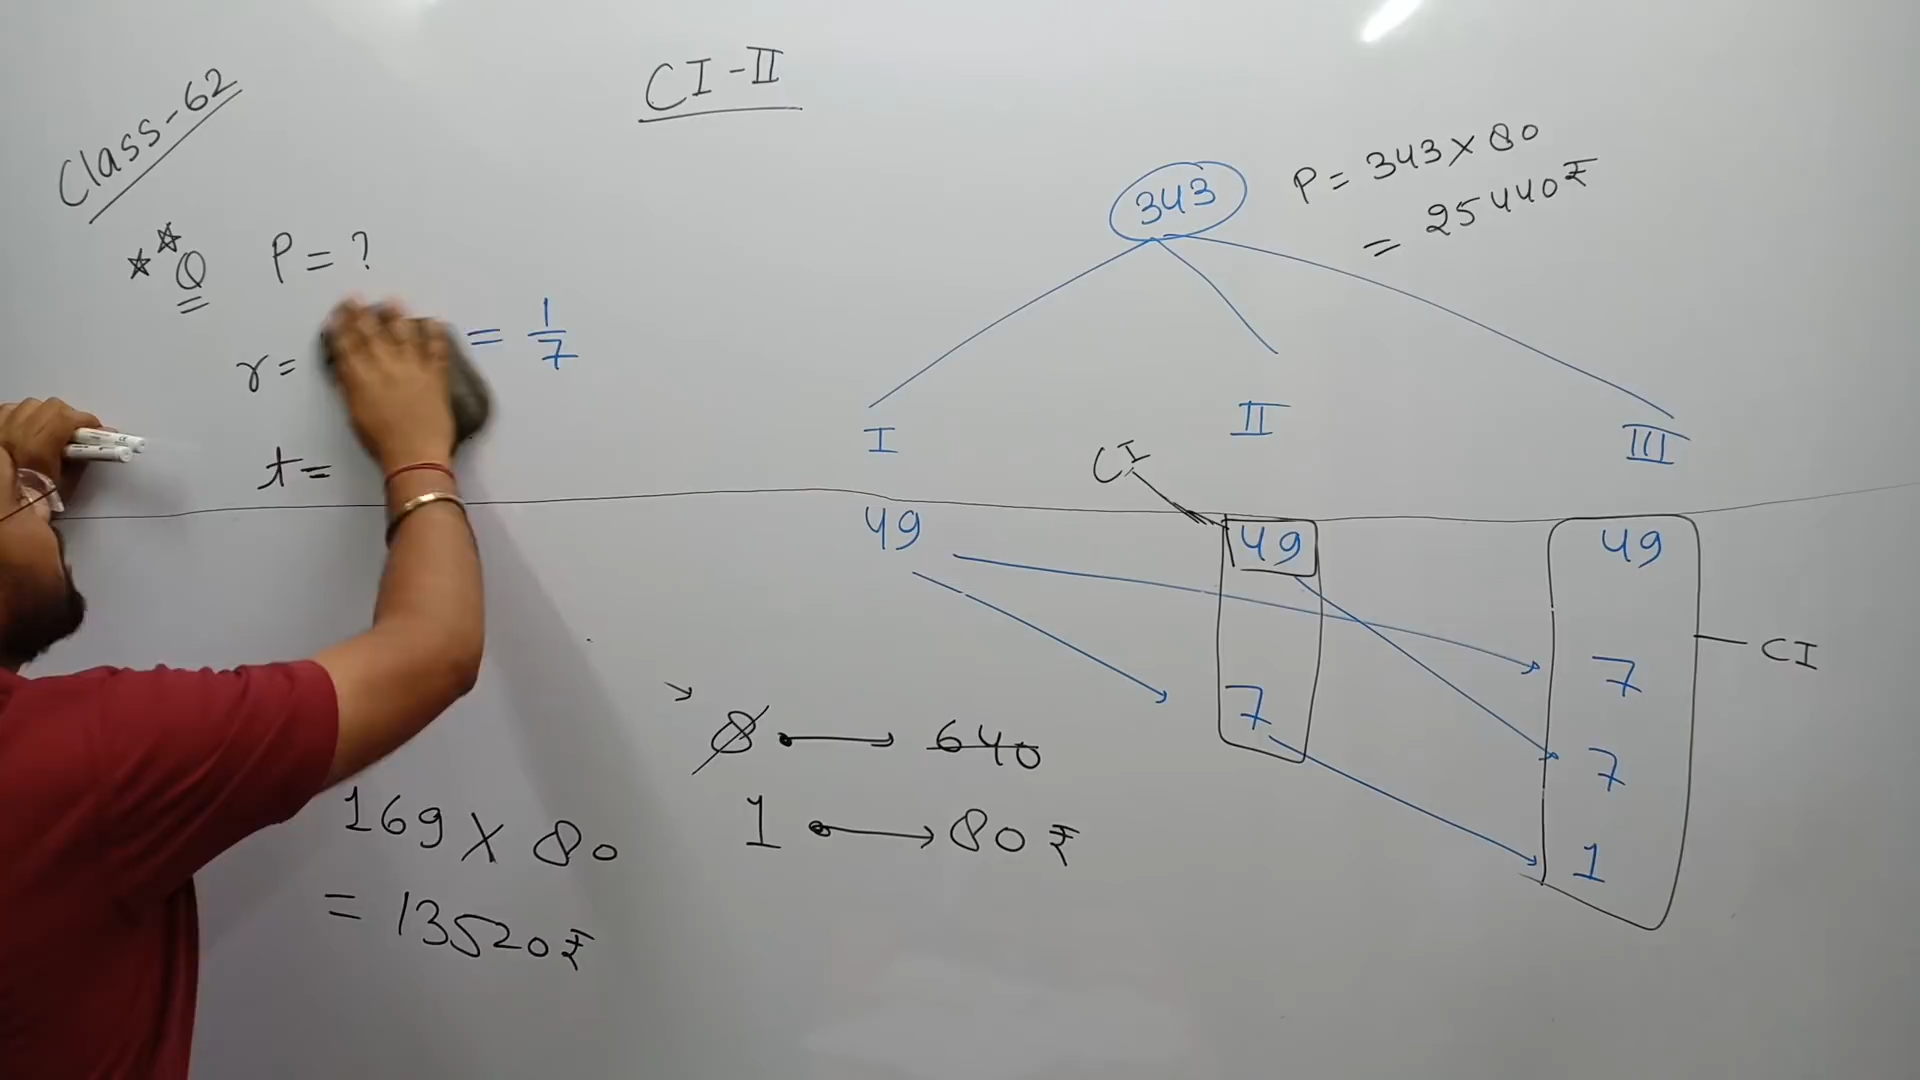 Class-62
CI-II
Q P = ?
r = = 1/7
t =
343
P = 343 × 80
= 25440₹
I II III
CI
49 49 49
7 7
7
1
CI
8 → 640
1 → 80₹
169 × 80
= 13520₹